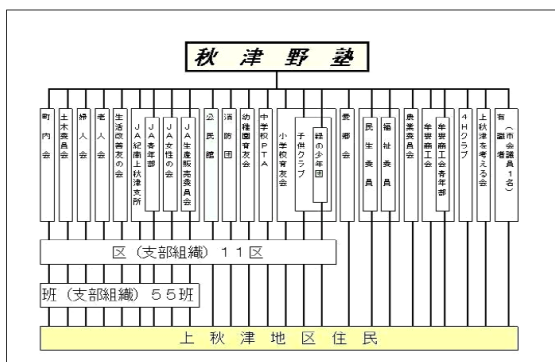 秋津野塾
町内会
土木委員会
婦人会
老人会
生活改善友の会
JA紀南上秋津支所
JA青年部
JA女性の会
JA生産販売委員会
公民館
消防団
幼稚園育友会
中学校PTA
小学校育友会
子供クラブ
緑の少年団
愛郷会
民生委員
福祉委員
農業委員会
牟婁商工会
牟婁商工会青年部
4Hクラブ
上秋津を考える会
有識者
(市会議員1名)
区(支部組織)11区
班(支部組織)55班
上秋津地区住民